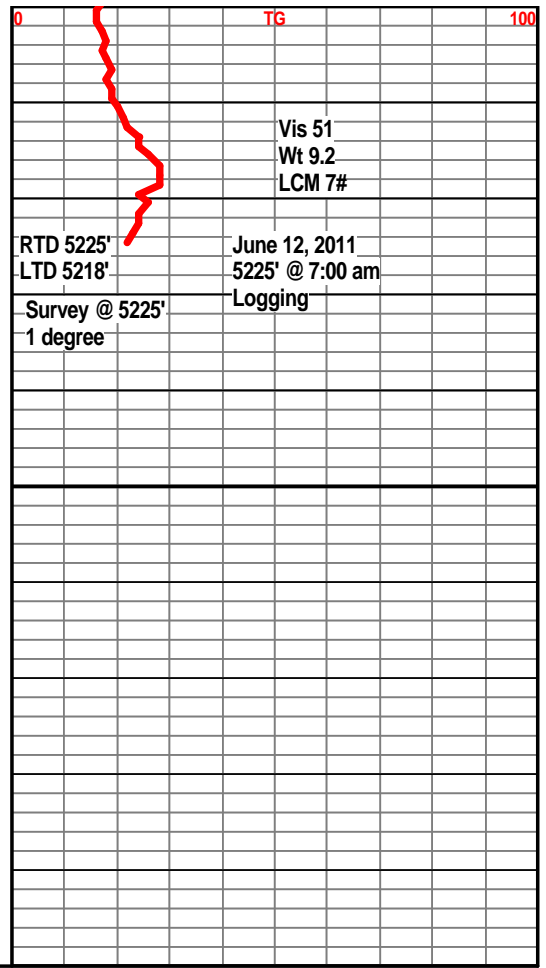 0 TG 100
Vis 51
Wt 9.2
LCM 7#
RTD 5225'
LTD 5218'
June 12, 2011
5225' @ 7:00 am
Logging
Survey @ 5225'
1 degree